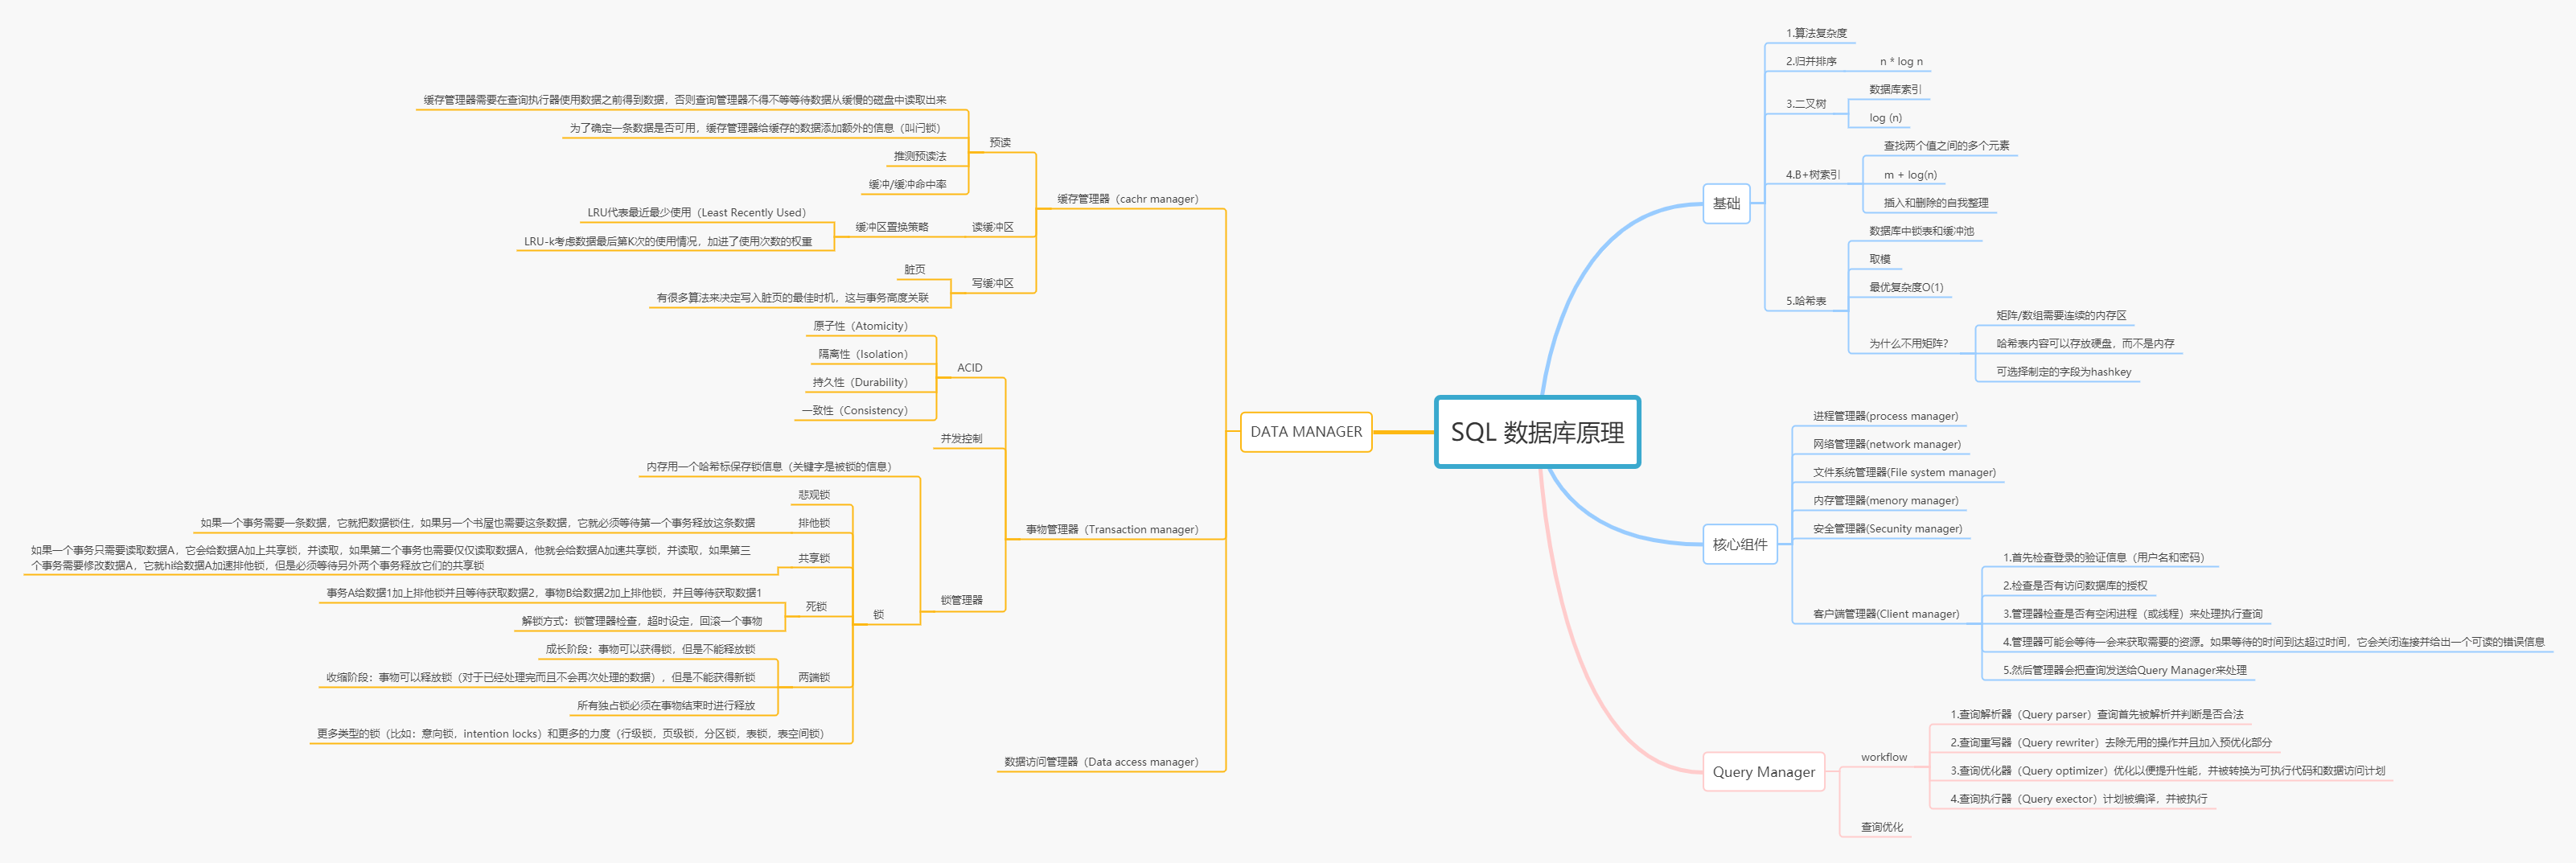 SQL 数据库原理
基础
1.算法复杂度
2.归并排序
n * log n
3.二叉树
数据库索引
log (n)
4.B+树索引
查找两个值之间的多个元素
m + log(n)
插入和删除的自我整理
5.哈希表
数据库中锁表和缓冲池
取模
最优复杂度O(1)
为什么不用矩阵?
矩阵/数组需要连续的内存区
哈希表内容可以存放硬盘，而不是内存
可选择制定的字段为hashkey
核心组件
进程管理器(process manager)
网络管理器(network manager)
文件系统管理器(File system manager)
内存管理器(menory manager)
安全管理器(Secunity manager)
客户端管理器(Client manager)
1.首先检查登录的验证信息（用户名和密码）
2.检查是否有访问数据库的授权
3.管理器检查是否有空闲进程（或线程）来处理执行查询
4.管理器可能会等待一会来获取需要的资源。如果等待的时间到达超过时间，它会关闭连接并给出一个可读的错误信息
5.然后管理器会把查询发送给Query Manager来处理
Query Manager
workflow
1.查询解析器（Query parser）查询首先被解析并判断是否合法
2.查询重写器（Query rewriter）去除无用的操作并且加入预优化部分
3.查询优化器（Query optimizer）优化以便提升性能，并被转换为可执行代码和数据访问计划
4.查询执行器（Query exector）计划被编译，并被执行
查询优化
DATA MANAGER
缓存管理器（cachr manager）
预读
缓存管理器需要在查询执行器使用数据之前得到数据，否则查询管理器不得不等等待数据从缓慢的磁盘中读取出来
为了确定一条数据是否可用，缓存管理器给缓存的数据添加额外的信息（叫闩锁）
推测预读法
缓冲/缓冲命中率
读缓冲区
缓冲区置换策略
LRU代表最近最少使用（Least Recently Used）
LRU-k考虑数据最后第K次的使用情况，加进了使用次数的权重
写缓冲区
脏页
有很多算法来决定写入脏页的最佳时机，这与事务高度关联
事物管理器（Transaction manager）
ACID
原子性（Atomicity）
隔离性（Isolation）
持久性（Durability）
一致性（Consistency）
并发控制
锁管理器
内存用一个哈希标保存锁信息（关键字是被锁的信息）
锁
悲观锁
排他锁
如果一个事务需要一条数据，它就把数据锁住，如果另一个书屋也需要这条数据，它就必须等待第一个事务释放这条数据
共享锁
如果一个事务只需要读取数据A，它会给数据A加上共享锁，并读取，如果第二个事务也需要仅仅读取数据A，他就会给数据A加速共享锁，并读取，如果第三
个事务需要修改数据A，它就hi给数据A加速排他锁，但是必须等待另外两个事务释放它们的共享锁
死锁
事务A给数据1加上排他锁并且等待获取数据2，事物B给数据2加上排他锁，并且等待获取数据1
解锁方式：锁管理器检查，超时设定，回滚一个事物
两端锁
成长阶段：事物可以获得锁，但是不能释放锁
收缩阶段：事物可以释放锁（对于已经处理完而且不会再次处理的数据），但是不能获得新锁
所有独占锁必须在事物结束时进行释放
更多类型的锁（比如：意向锁，intention locks）和更多的力度（行级锁，页级锁，分区锁，表锁，表空间锁）
数据访问管理器（Data access manager）